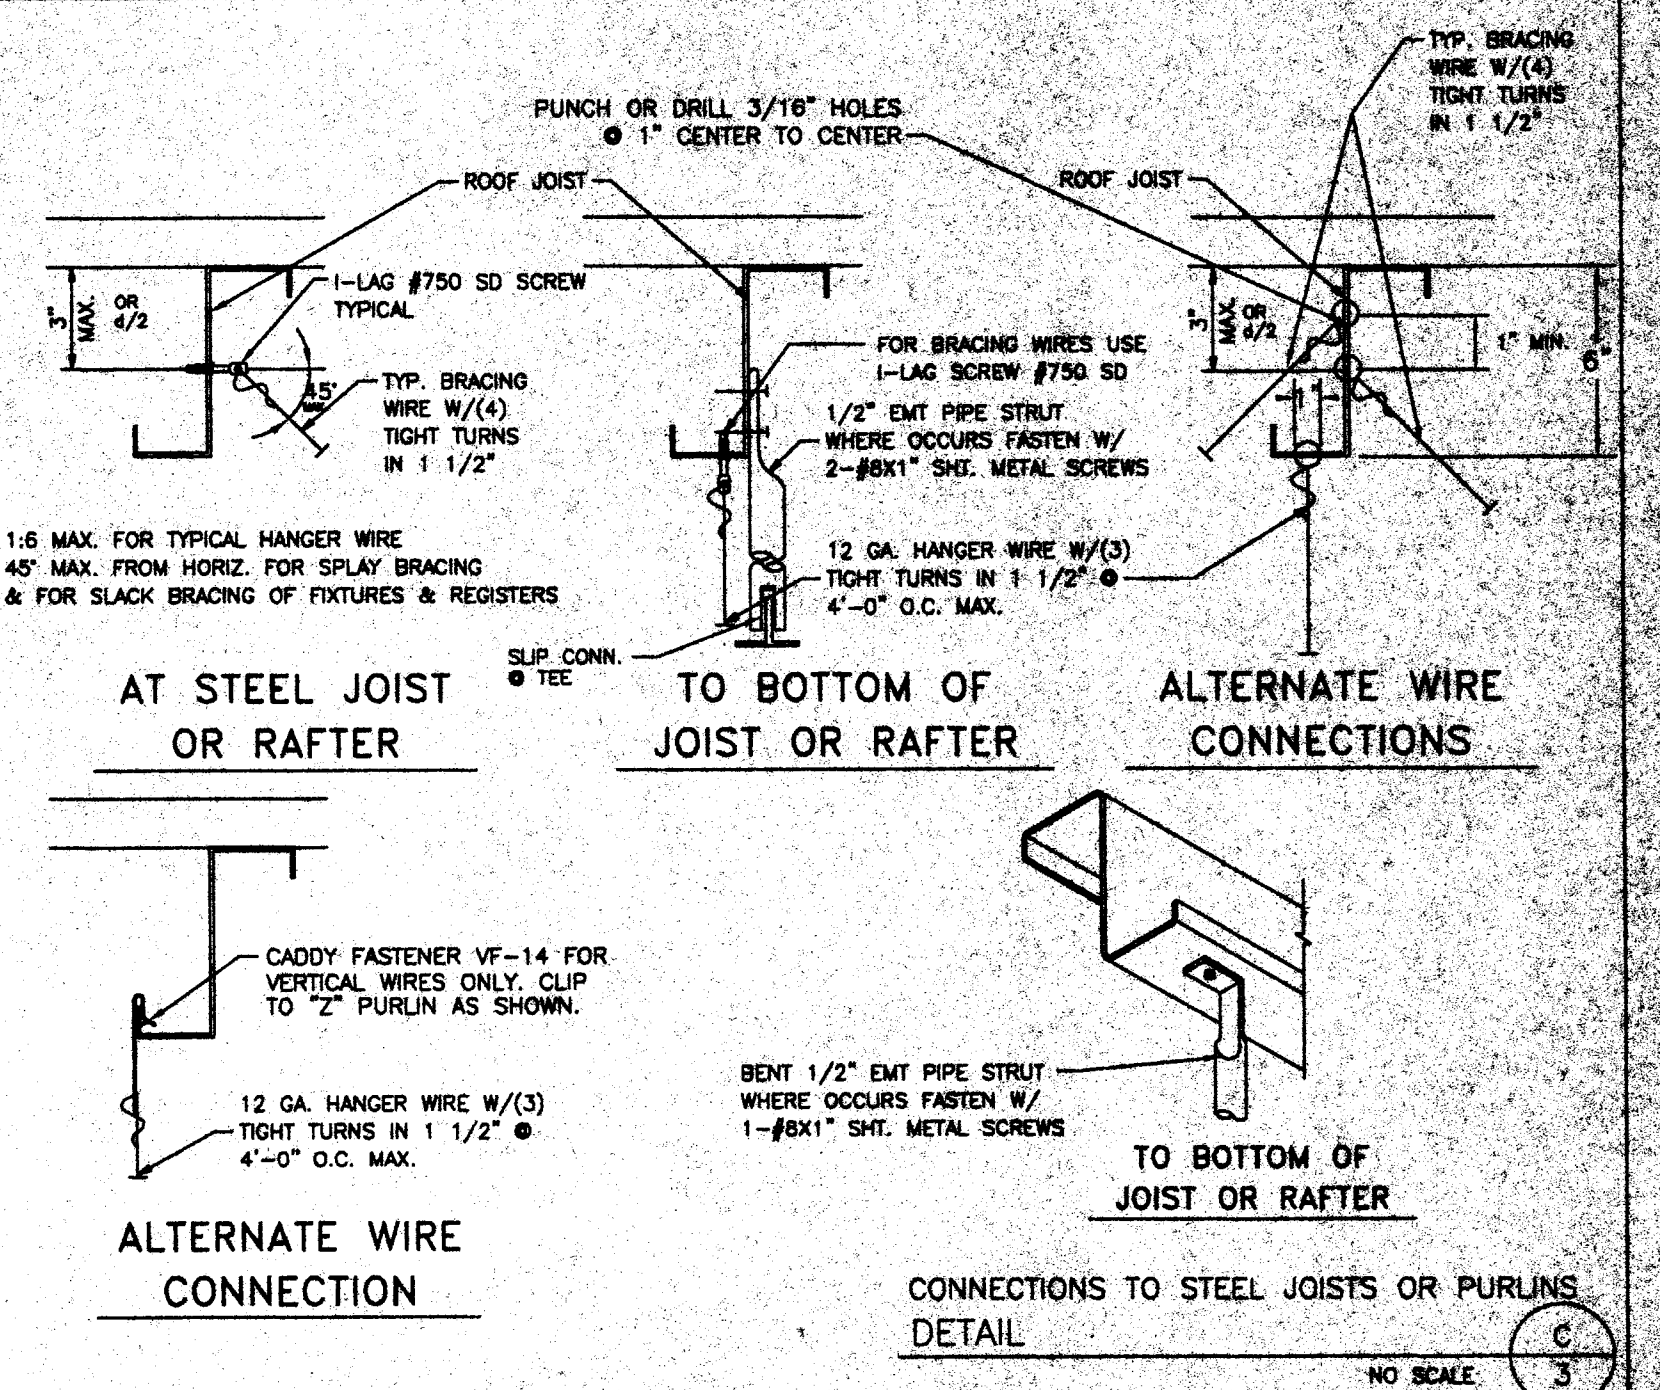 TYP. BRACING
WIRE W/(4)
TIGHT TURNS
IN 1 1/2"
PUNCH OR DRILL 3/16" HOLES
@ 1" CENTER TO CENTER
ROOF JOIST
ROOF JOIST
3"
MAX.
OR
d/2
I-LAG #750 SD SCREW
TYPICAL
45°
MAX.
TYP. BRACING
WIRE W/(4)
TIGHT TURNS
IN 1 1/2"
1:6 MAX. FOR TYPICAL HANGER WIRE
45° MAX. FROM HORIZ. FOR SPLAY BRACING
& FOR SLACK BRACING OF FIXTURES & REGISTERS
AT STEEL JOIST
OR RAFTER
FOR BRACING WIRES USE
I-LAG SCREW #750 SD
1/2" EMT PIPE STRUT
WHERE OCCURS FASTEN W/
2-#8X1" SHT. METAL SCREWS
12 GA. HANGER WIRE W/(3)
TIGHT TURNS IN 1 1/2" @
4'-0" O.C. MAX.
SLIP CONN.
@ TEE
TO BOTTOM OF
JOIST OR RAFTER
3"
MAX.
OR
d/2
1" MIN.
6"
1"
ALTERNATE WIRE
CONNECTIONS
CADDY FASTENER VF-14 FOR
VERTICAL WIRES ONLY. CLIP
TO "Z" PURLIN AS SHOWN.
12 GA. HANGER WIRE W/(3)
TIGHT TURNS IN 1 1/2" @
4'-0" O.C. MAX.
ALTERNATE WIRE
CONNECTION
BENT 1/2" EMT PIPE STRUT
WHERE OCCURS FASTEN W/
1-#8X1" SHT. METAL SCREWS
TO BOTTOM OF
JOIST OR RAFTER
CONNECTIONS TO STEEL JOISTS OR PURLINS
DETAIL
C
3
NO SCALE